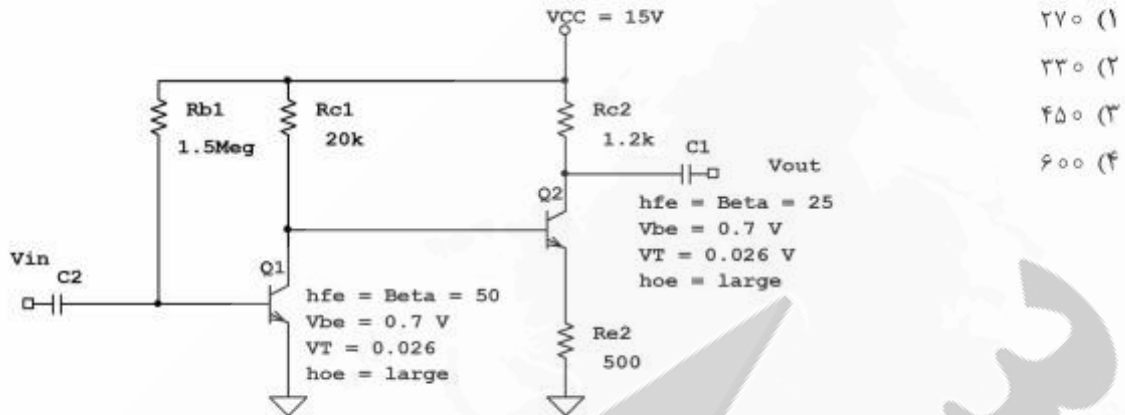 VCC = 15V
۱) ۲۷۰
۲) ۳۳۰
۳) ۴۵۰
۴) ۶۰۰
Rb1
1.5Meg
Rc1
20k
Rc2
1.2k
C1
Vout
Q2
hfe = Beta = 25
Vbe = 0.7 V
VT = 0.026 V
hoe = large
Vin
C2
Q1
hfe = Beta = 50
Vbe = 0.7 V
VT = 0.026
hoe = large
Re2
500